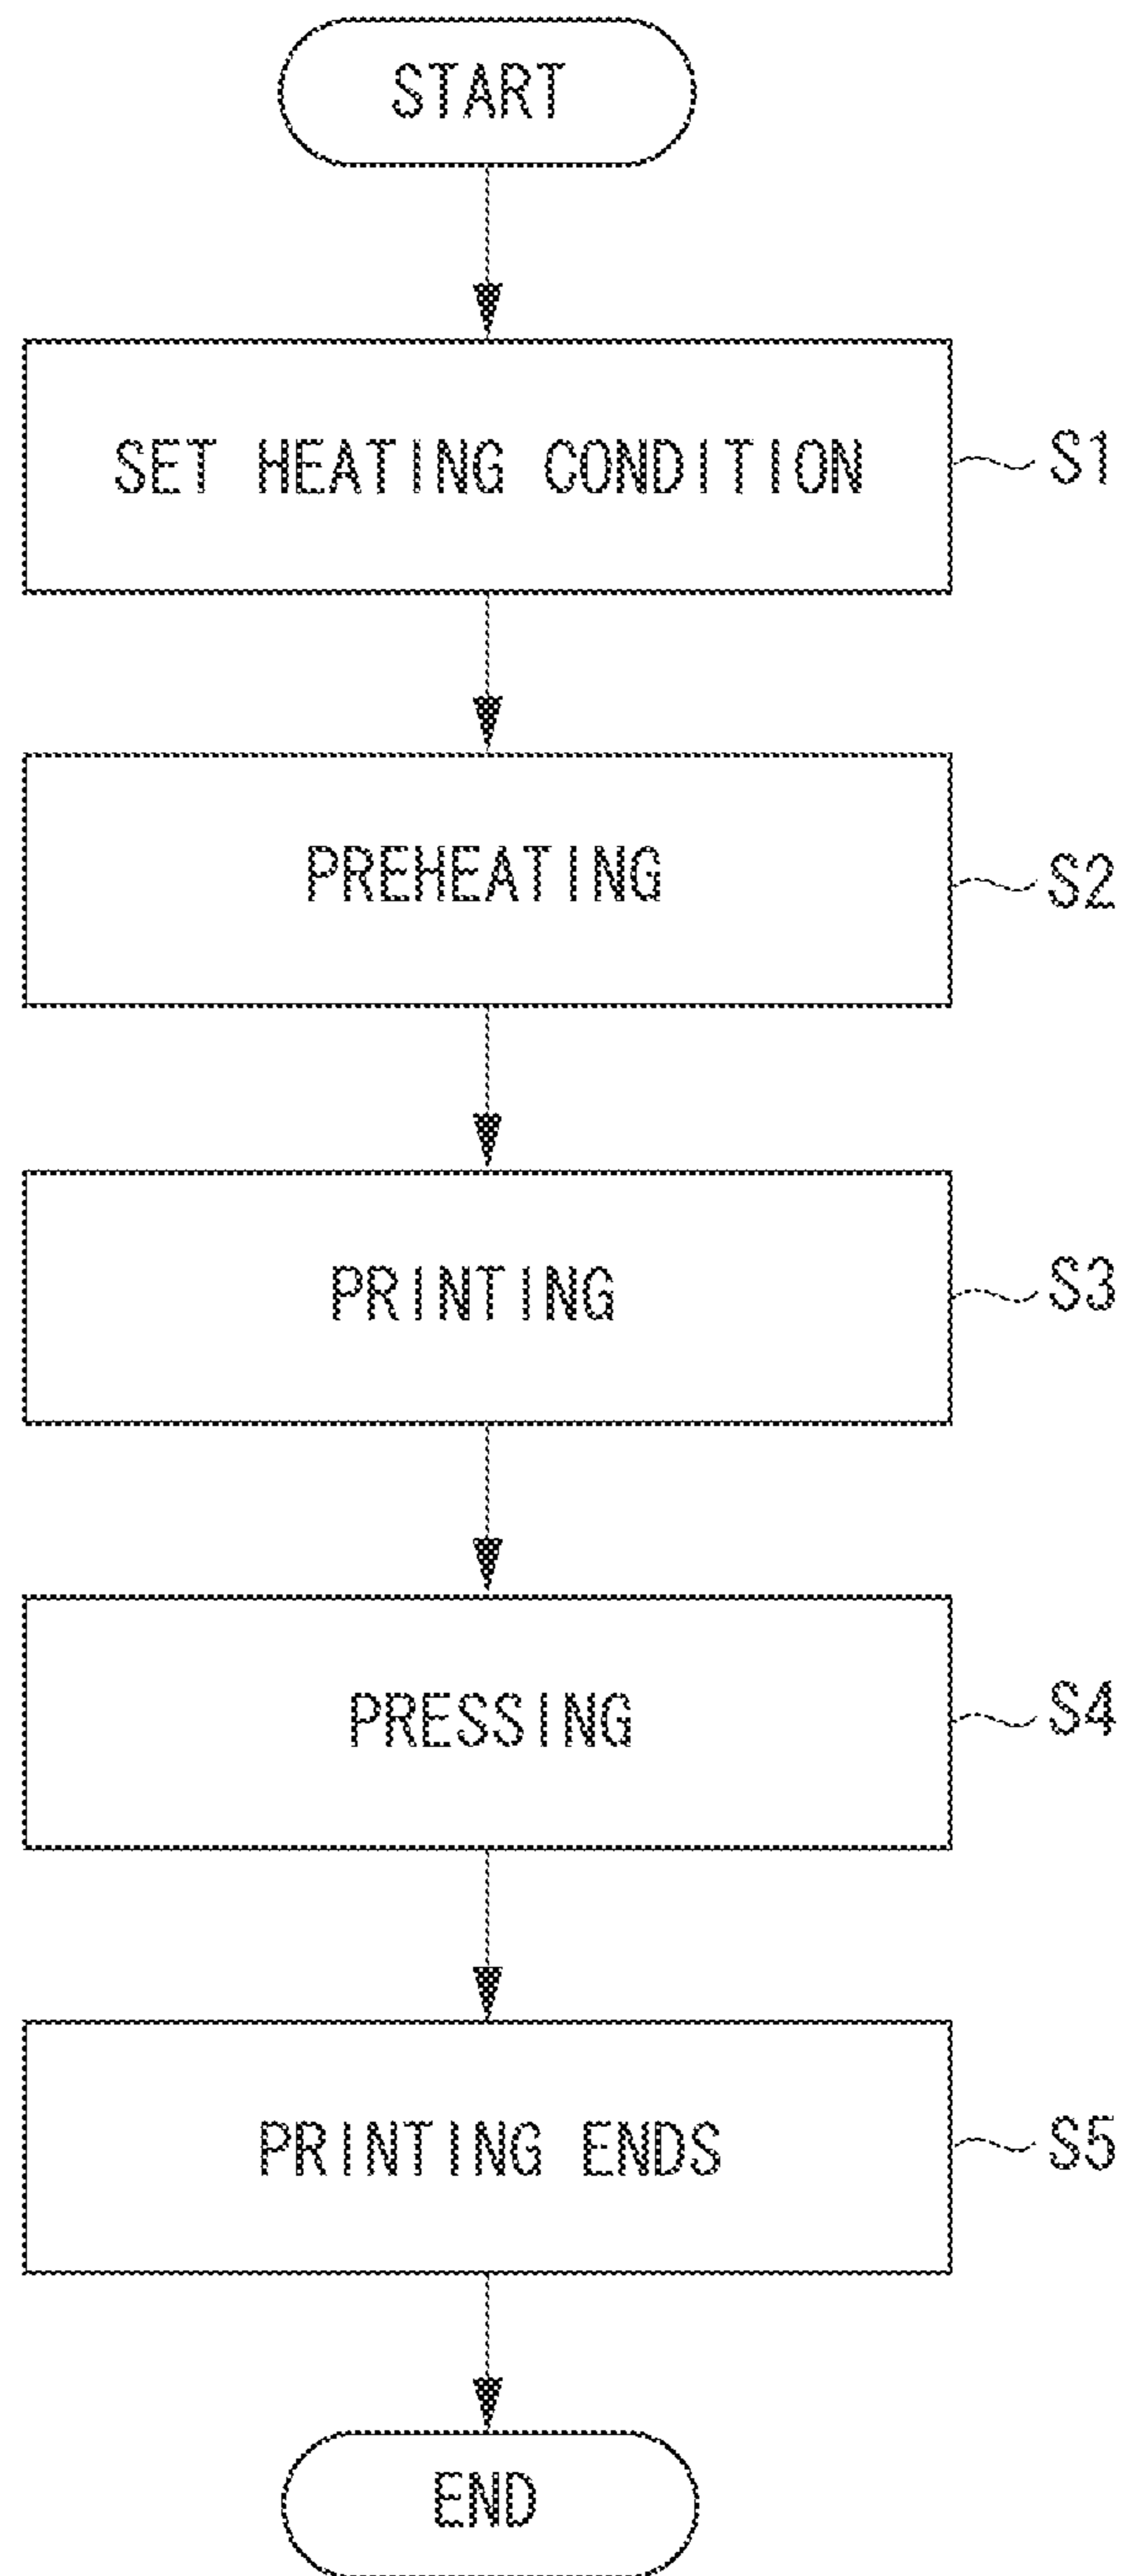 START
SET HEATING CONDITION S1
PREHEATING S2
PRINTING S3
PRESSING S4
PRINTING ENDS S5
END